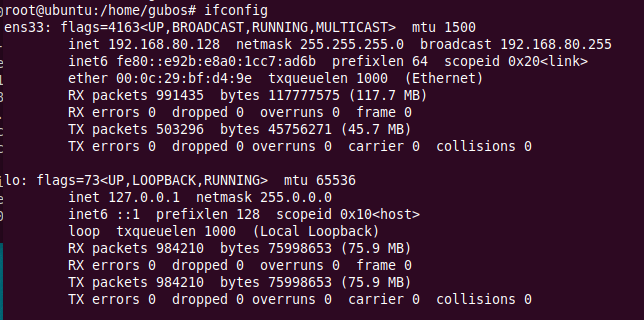 root@ubuntu:/home/gubos# ifconfig
ens33: flags=4163<UP,BROADCAST,RUNNING,MULTICAST>  mtu 1500
        inet 192.168.80.128  netmask 255.255.255.0  broadcast 192.168.80.255
        inet6 fe80::e92b:e8a0:1cc7:ad6b  prefixlen 64  scopeid 0x20<link>
        ether 00:0c:29:bf:d4:9e  txqueuelen 1000  (Ethernet)
        RX packets 991435  bytes 117777575 (117.7 MB)
        RX errors 0  dropped 0  overruns 0  frame 0
        TX packets 503296  bytes 45756271 (45.7 MB)
        TX errors 0  dropped 0 overruns 0  carrier 0  collisions 0
lo: flags=73<UP,LOOPBACK,RUNNING>  mtu 65536
        inet 127.0.0.1  netmask 255.0.0.0
        inet6 ::1  prefixlen 128  scopeid 0x10<host>
        loop  txqueuelen 1000  (Local Loopback)
        RX packets 984210  bytes 75998653 (75.9 MB)
        RX errors 0  dropped 0  overruns 0  frame 0
        TX packets 984210  bytes 75998653 (75.9 MB)
        TX errors 0  dropped 0 overruns 0  carrier 0  collisions 0